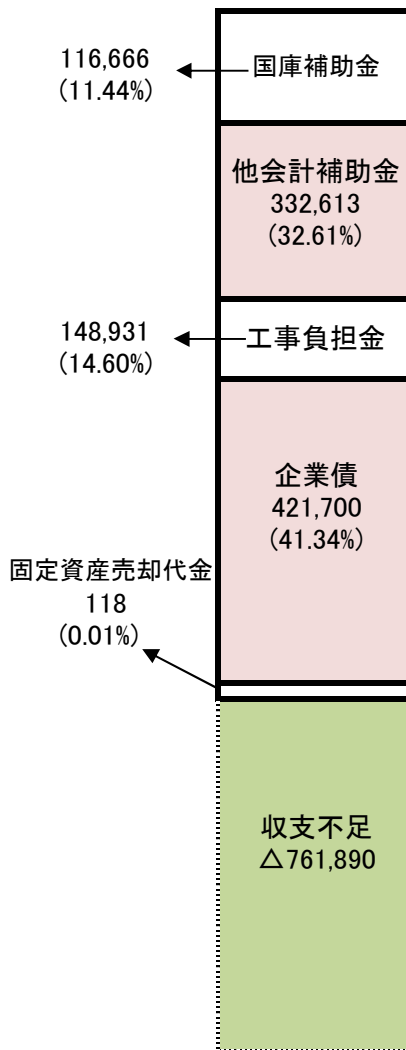 116,666
(11.44%)
国庫補助金
他会計補助金
332,613
(32.61%)
148,931
(14.60%)
工事負担金
企業債
421,700
(41.34%)
固定資産売却代金
118
(0.01%)
収支不足
△761,890